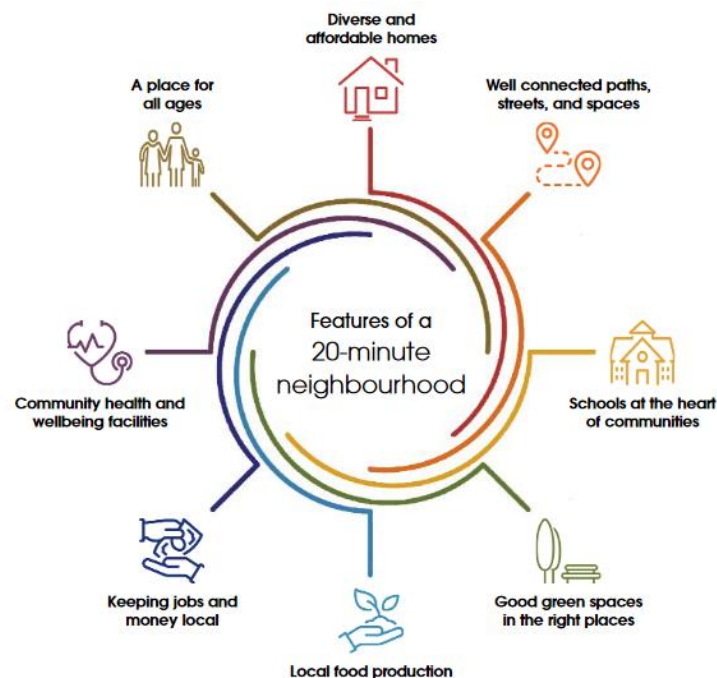 Diverse and
affordable homes
Well connected paths,
streets, and spaces
Schools at the heart
of communities
Good green spaces
in the right places
Local food production
Keeping jobs and
money local
Community health and
wellbeing facilities
A place for
all ages
Features of a
20-minute
neighbourhood